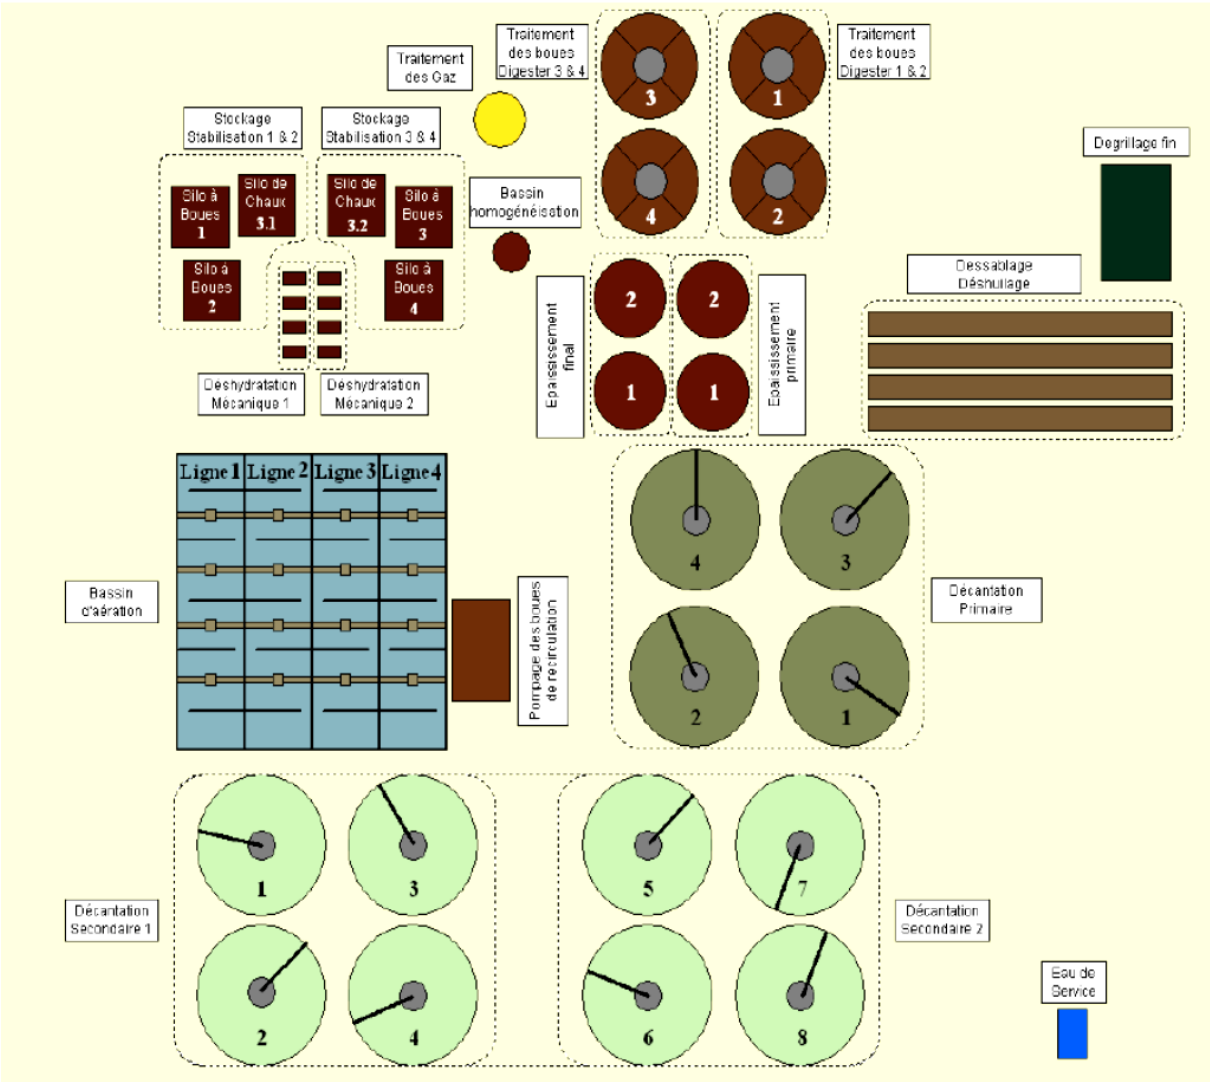 Traitement
des boues
Digester 3 & 4
3
1
4
2
Traitement
des boues
Digester 1 & 2
Traitement
des Gaz
Stockage
Stabilisation 1 & 2
Stockage
Stabilisation 3 & 4
Silo à
Boues
1
Silo de
Chaux
3.1
Silo de
Chaux
3.2
Silo à
Boues
3
Silo à
Boues
2
Silo à
Boues
4
Bassin
homogénéisation
Degrillage fin
Dessablage
Déshuilage
Epaississement
final
2
2
1
1
Epaississement
primaire
Déshydratation
Mécanique 1
Déshydratation
Mécanique 2
Ligne 1
Ligne 2
Ligne 3
Ligne 4
Bassin
d'aération
Pompage des boues
de recirculation
4
3
2
1
Décantation
Primaire
Décantation
Secondaire 1
1
3
2
4
5
7
6
8
Décantation
Secondaire 2
Eau de
Service